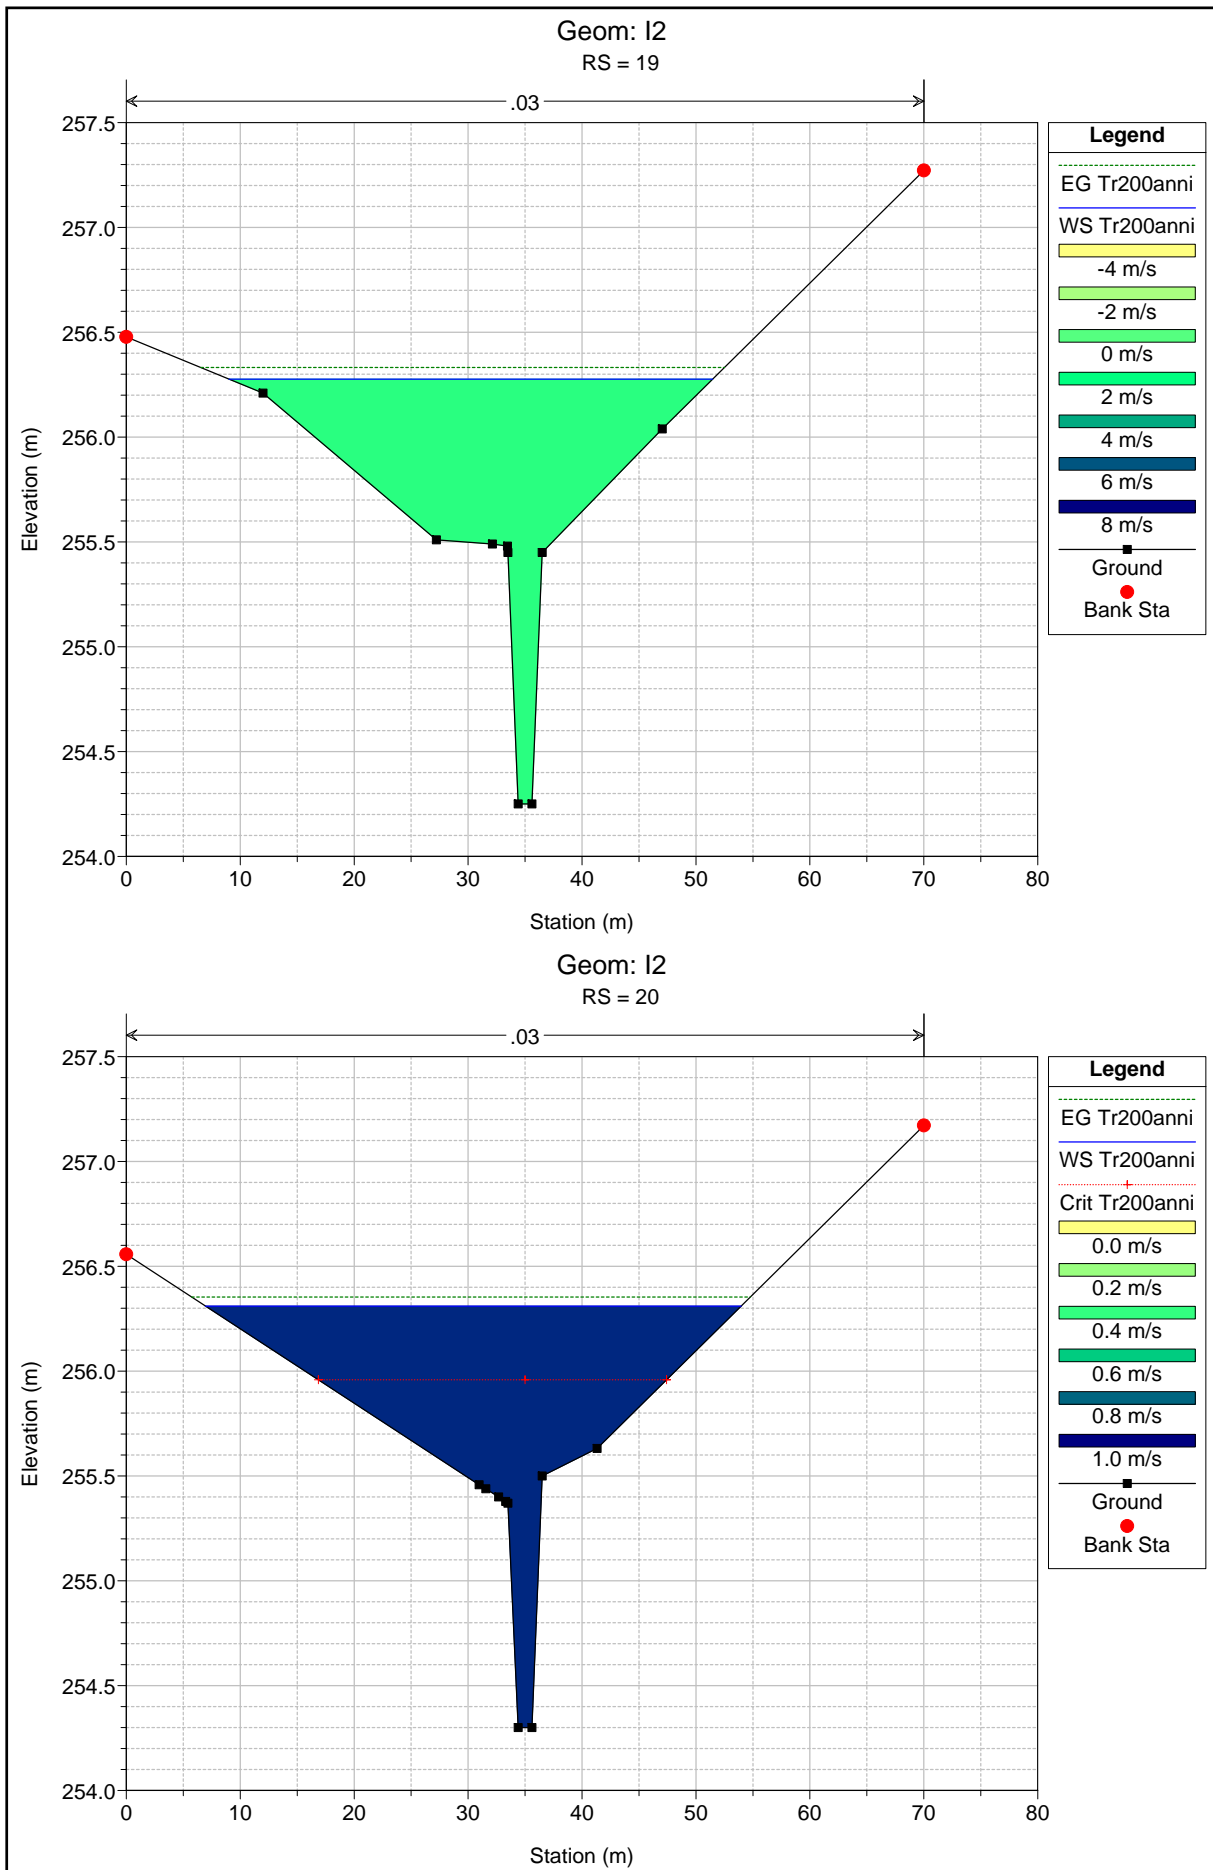 Geom: I2
RS = 19
.03
257.5
257.0
256.5
256.0
255.5
255.0
254.5
254.0
Elevation (m)
0 10 20 30 40 50 60 70 80
Station (m)
Legend
EG Tr200anni
WS Tr200anni
-4 m/s
-2 m/s
0 m/s
2 m/s
4 m/s
6 m/s
8 m/s
Ground
Bank Sta
Geom: I2
RS = 20
.03
257.5
257.0
256.5
256.0
255.5
255.0
254.5
254.0
Elevation (m)
0 10 20 30 40 50 60 70 80
Station (m)
Legend
EG Tr200anni
WS Tr200anni
Crit Tr200anni
0.0 m/s
0.2 m/s
0.4 m/s
0.6 m/s
0.8 m/s
1.0 m/s
Ground
Bank Sta